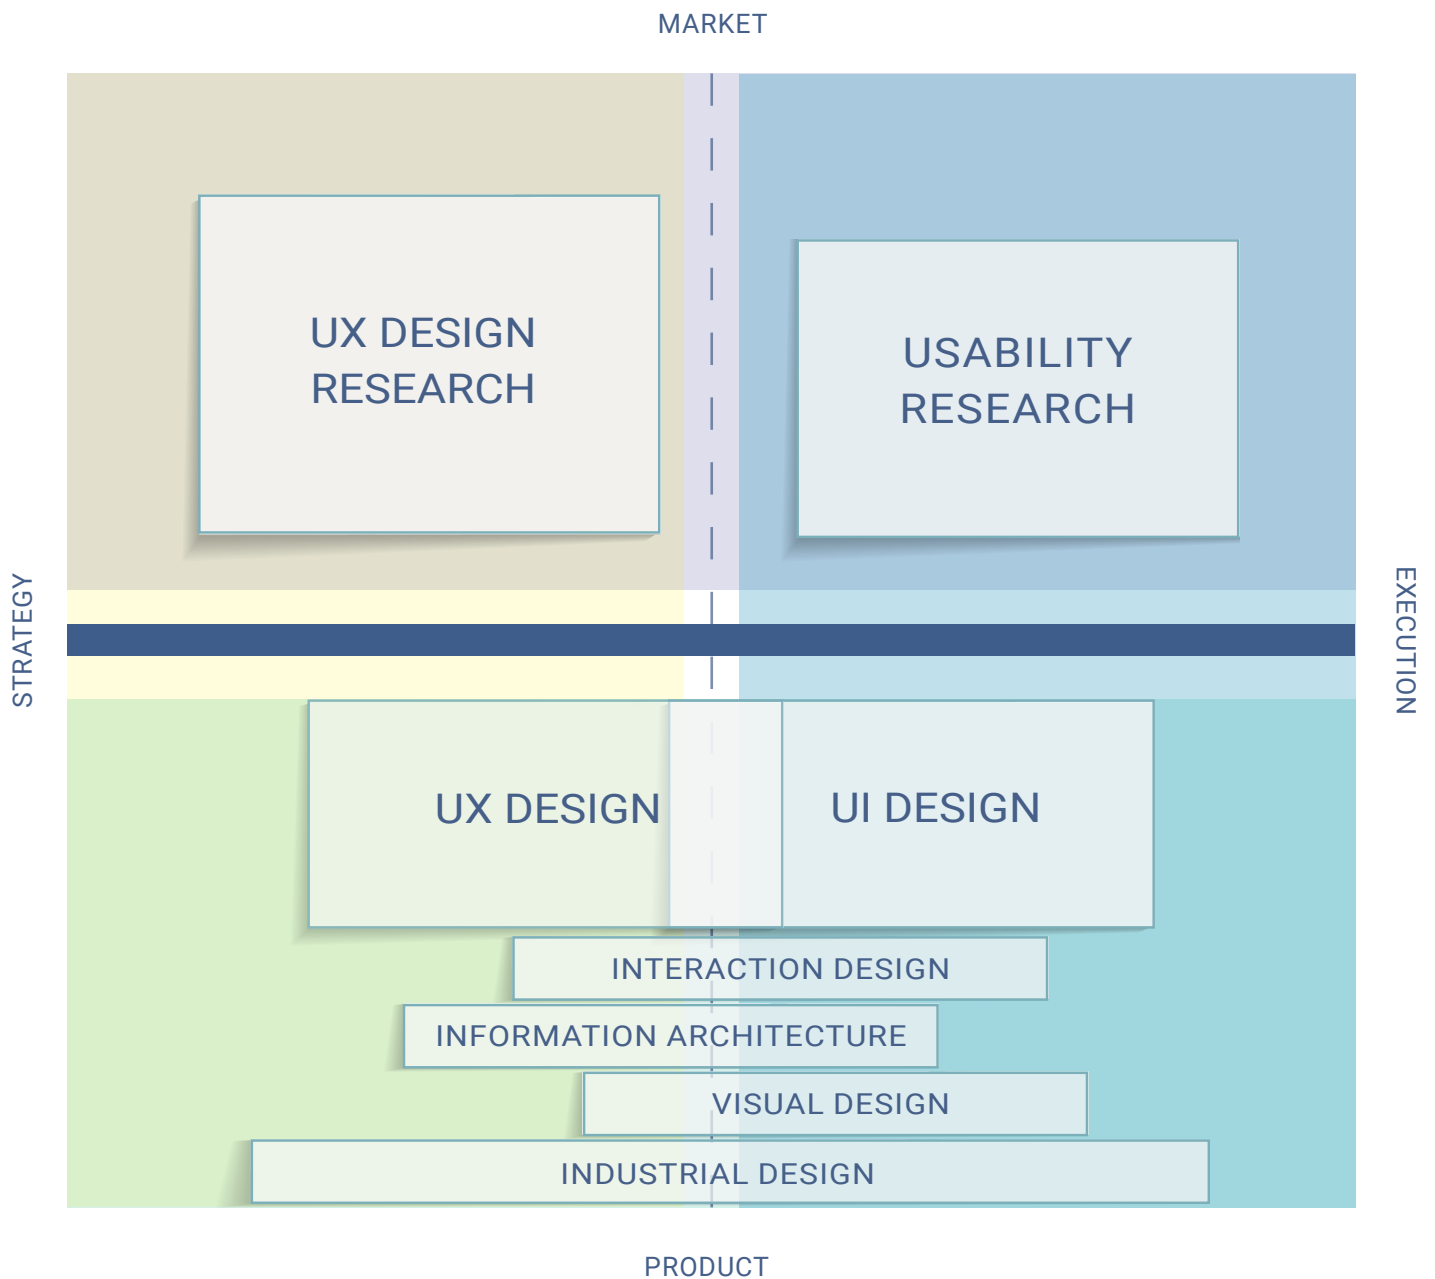 MARKET
UX DESIGN
RESEARCH
USABILITY
RESEARCH
STRATEGY
EXECUTION
UX DESIGN
UI DESIGN
INTERACTION DESIGN
INFORMATION ARCHITECTURE
VISUAL DESIGN
INDUSTRIAL DESIGN
PRODUCT